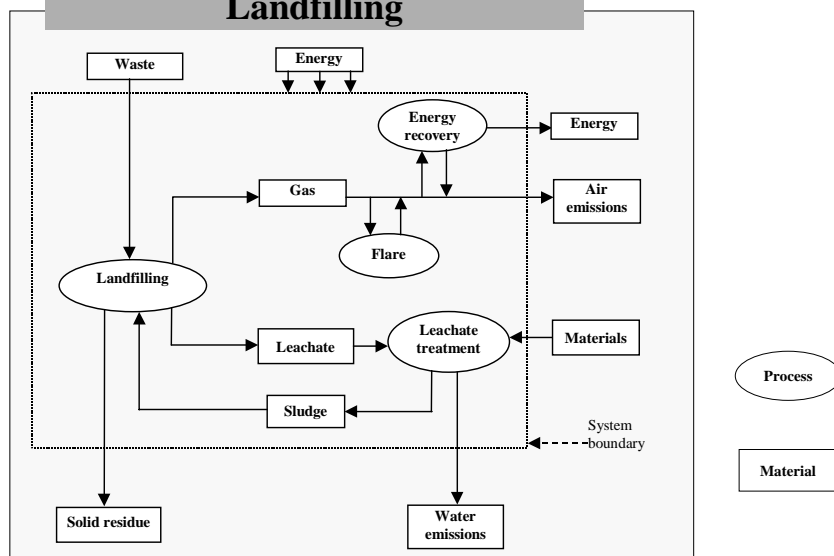 Landfilling
Waste
Energy
Energy
recovery
Energy
Gas
Air
emissions
Flare
Landfilling
Leachate
Leachate
treatment
Materials
Process
Sludge
System
boundary
Material
Solid residue
Water
emissions